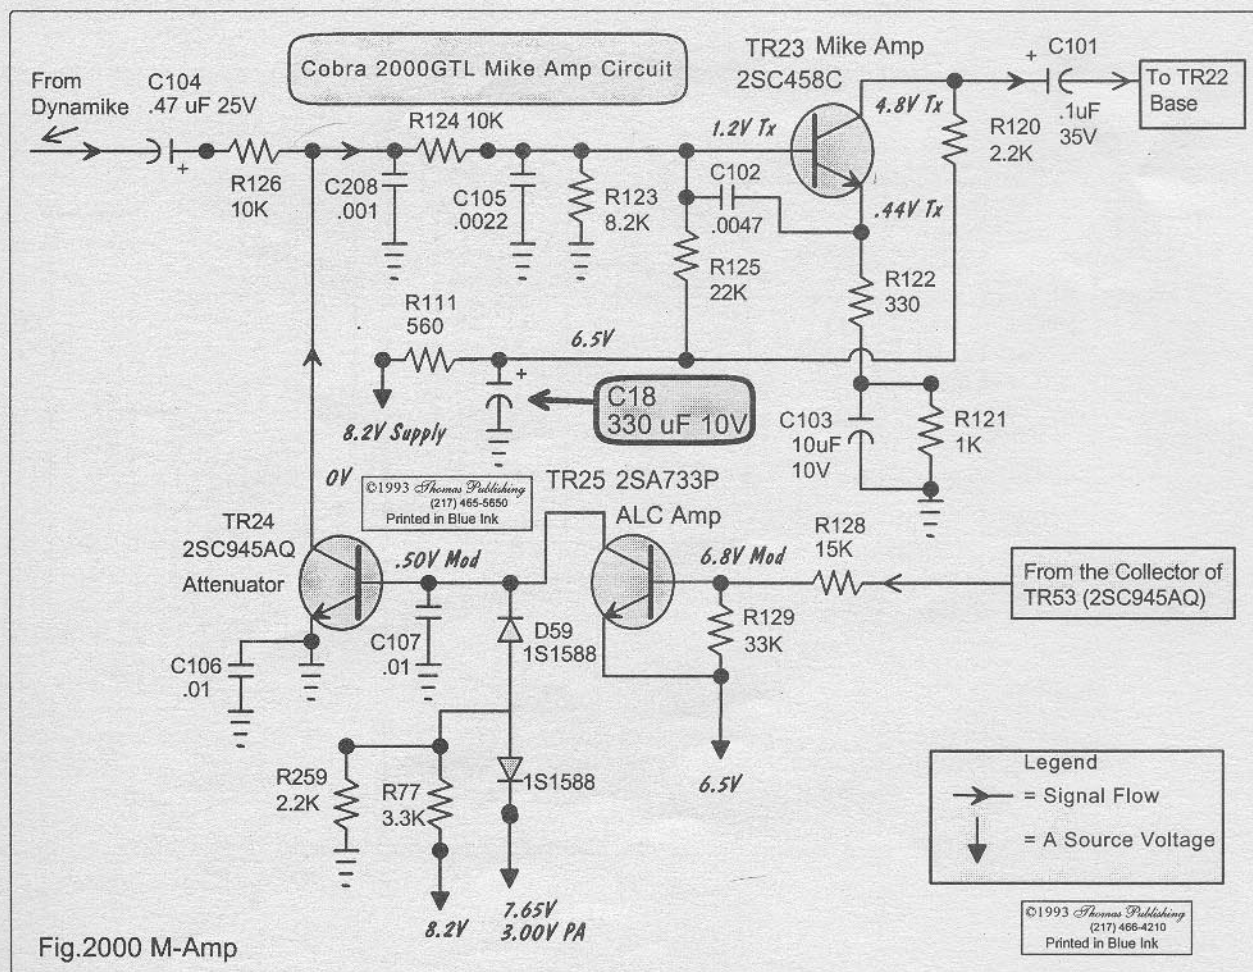 Cobra 2000GTL Mike Amp Circuit
From
Dynamike
C104
.47 uF 25V
R126
10K
R124 10K
C208
.001
C105
.0022
R123
8.2K
1.2V Tx
C102
.0047
R125
22K
TR23 Mike Amp
2SC458C
4.8V Tx
.44V Tx
C101
+
.1uF
35V
To TR22
Base
R120
2.2K
R122
330
+
R111
560
6.5V
8.2V Supply
+
C18
330 uF 10V
C103
10uF
10V
R121
1K
0V
©1993 Thomas Publishing
(217) 465-5650
Printed in Blue Ink
TR24
2SC945AQ
Attenuator
.50V Mod
TR25 2SA733P
ALC Amp
6.8V Mod
R128
15K
From the Collector of
TR53 (2SC945AQ)
C106
.01
C107
.01
D59
1S1588
R129
33K
6.5V
R259
2.2K
R77
3.3K
1S1588
8.2V
7.65V
3.00V PA
Legend
= Signal Flow
= A Source Voltage
Fig.2000 M-Amp
©1993 Thomas Publishing
(217) 466-4210
Printed in Blue Ink